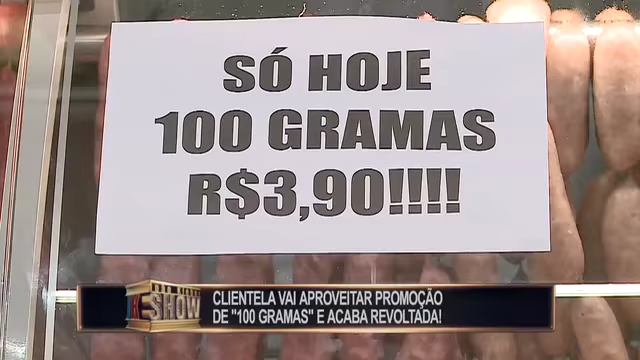 SÓ HOJE
100 GRAMAS
R$3,90!!!!
SHOW
CLIENTELA VAI APROVEITAR PROMOÇÃO
DE "100 GRAMAS" E ACABA REVOLTADA!